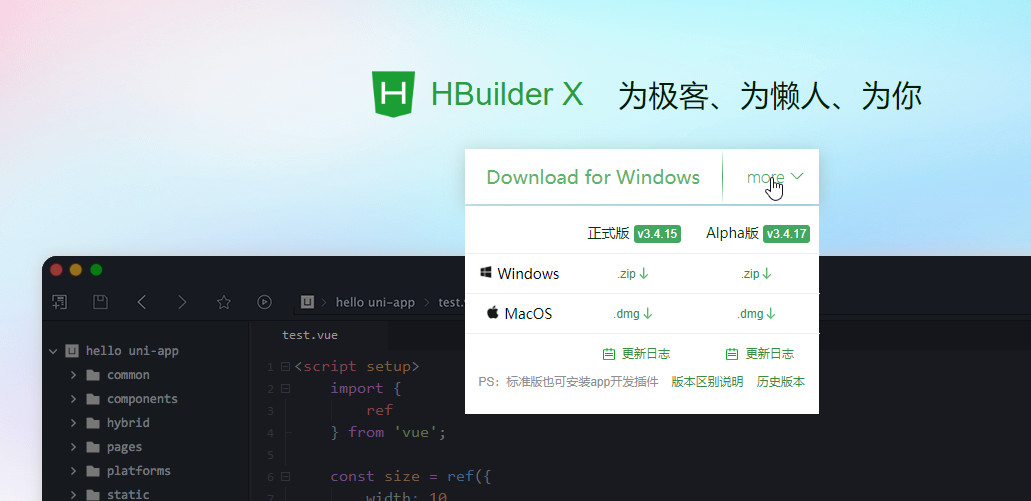 HBuilder X 为极客、为懒人、为你
Download for Windows more
正式版 v3.4.15 Alpha版 v3.4.17
Windows .zip .zip
MacOS .dmg .dmg
更新日志 更新日志
PS：标准版也可安装app开发插件 版本区别说明 历史版本
hello uni-app test.
hello uni-app
common
components
hybrid
pages
platforms
static
test.vue
1 <script setup>
2 import {
3 ref
4 } from 'vue';
5
6 const size = ref({
7 width: 10